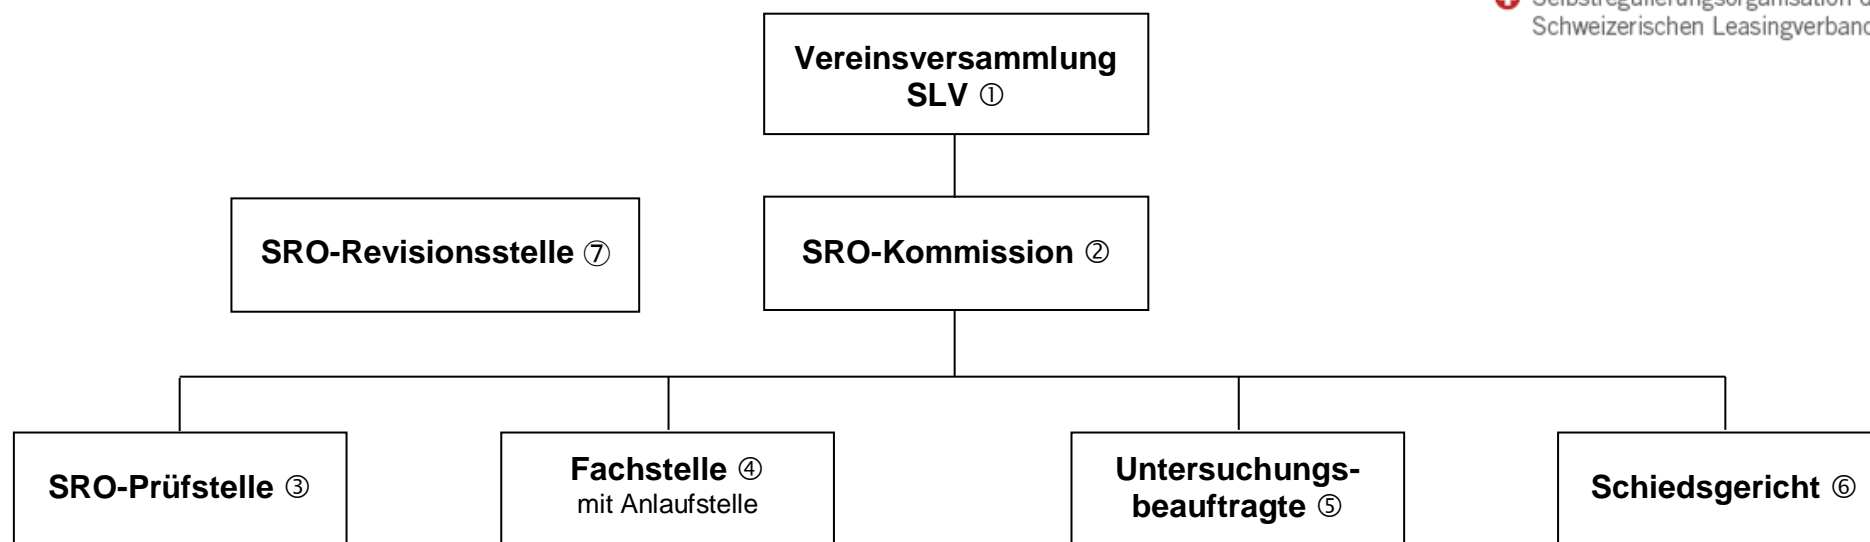 Selbstregulierungsorganisation d
Schweizerischen Leasingverband
Vereinsversammlung
SLV ①
SRO-Revisionsstelle ⑦
SRO-Kommission ②
SRO-Prüfstelle ③
Fachstelle ④
mit Anlaufstelle
Untersuchungs-
beauftragte ⑤
Schiedsgericht ⑥